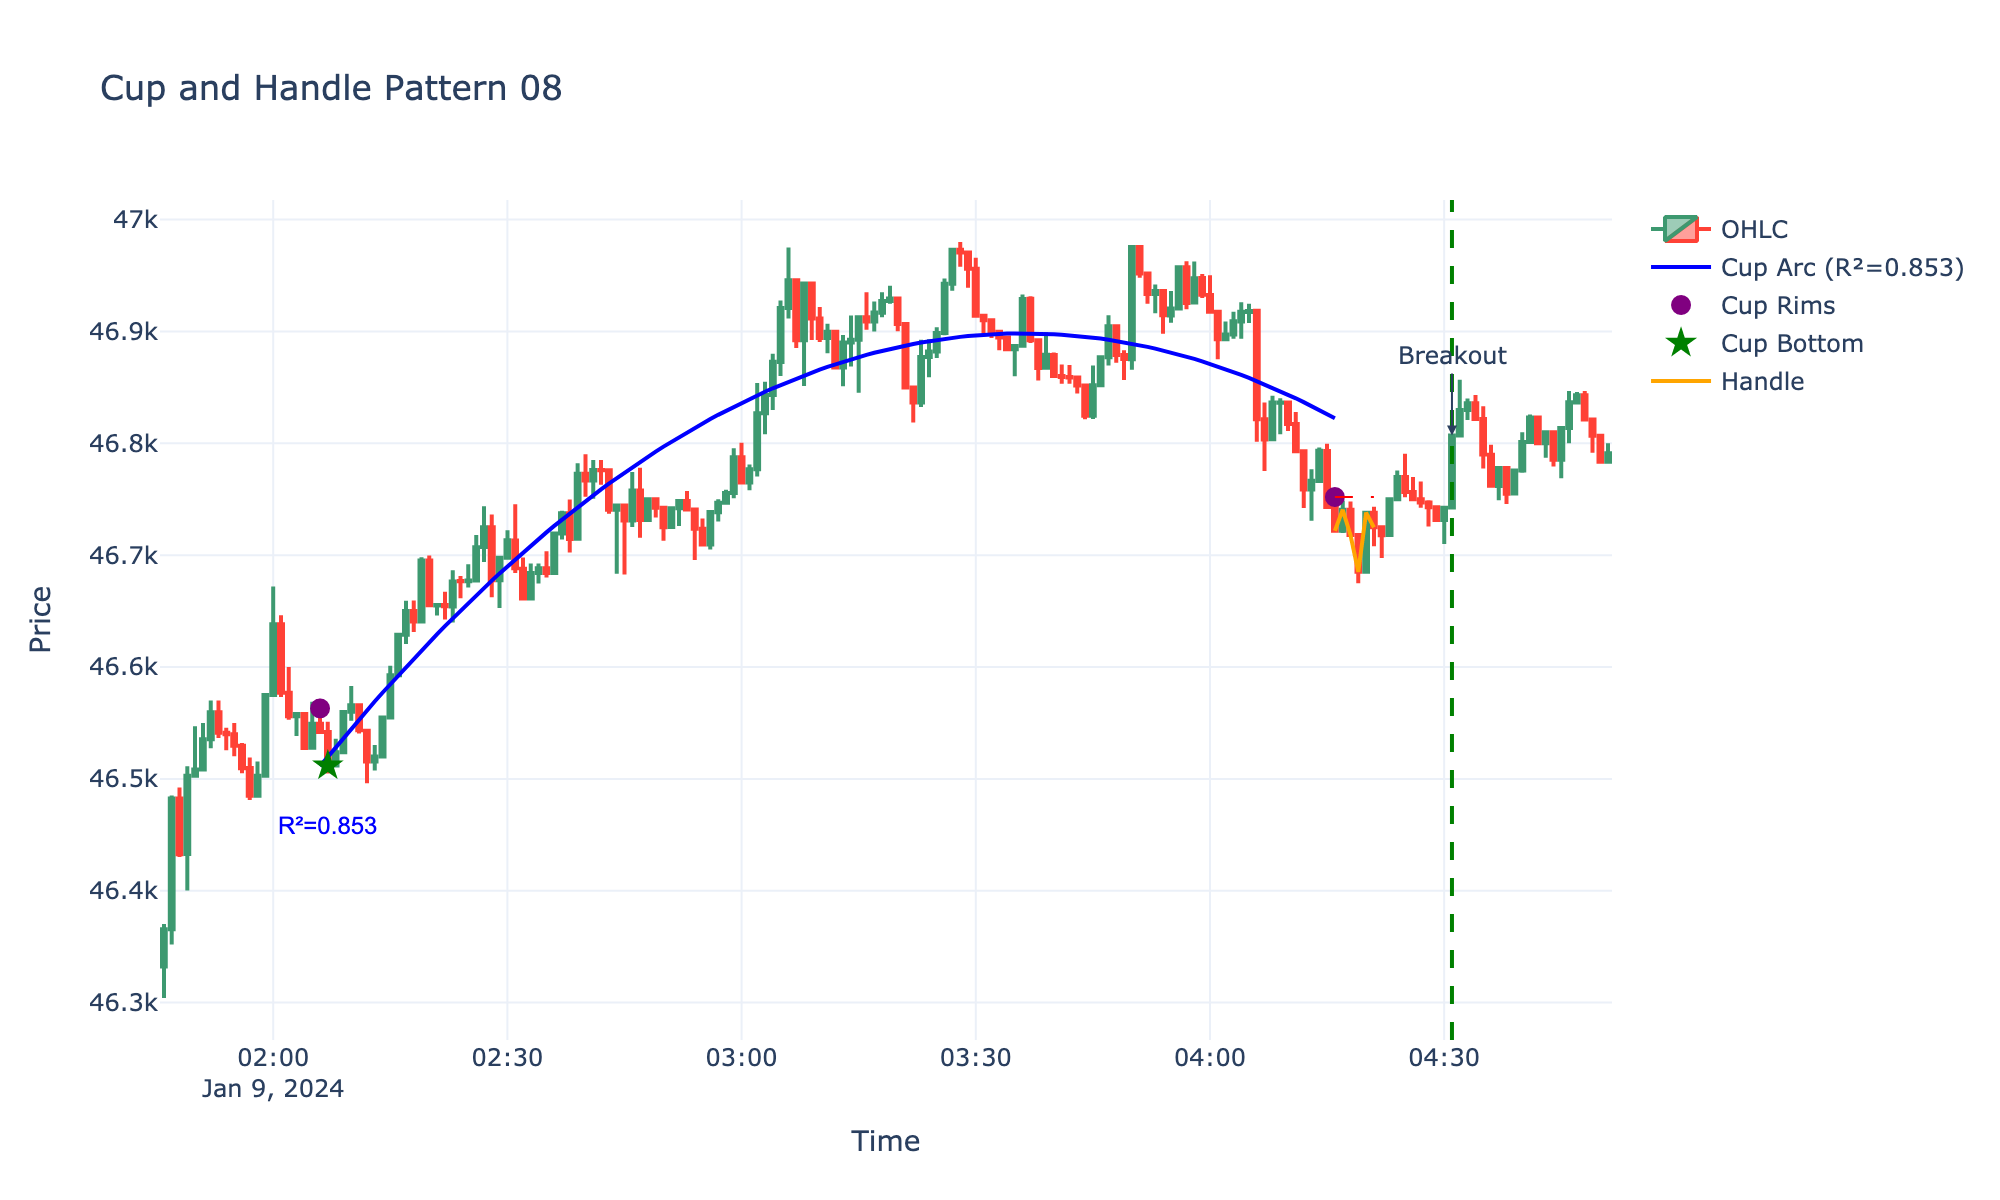 Cup and Handle Pattern 08
47k
46.9k
46.8k
46.7k
46.6k
46.5k
46.4k
46.3k
Price
Breakout
R²=0.853
02:00
02:30
03:00
03:30
04:00
04:30
Jan 9, 2024
Time
OHLC
Cup Arc (R²=0.853)
Cup Rims
Cup Bottom
Handle